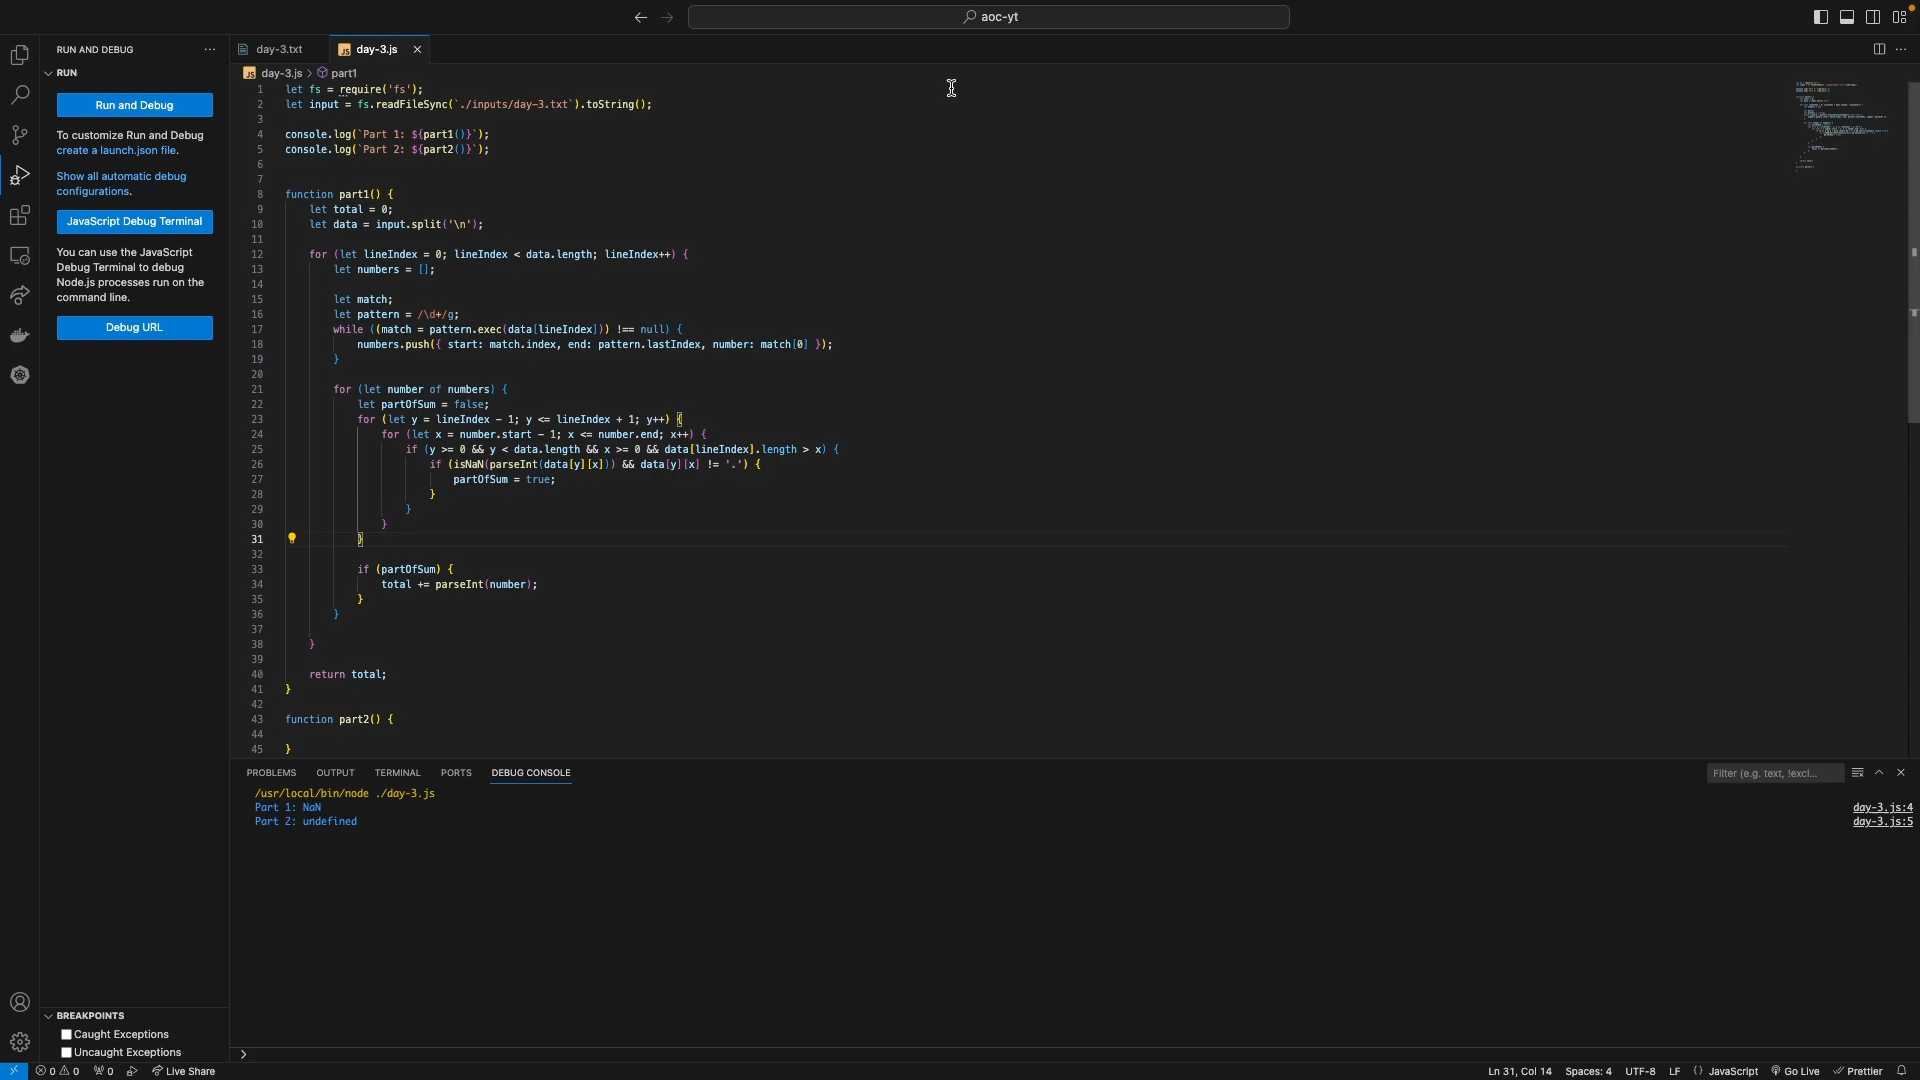 aoc-yt
RUN AND DEBUG
RUN
Run and Debug
To customize Run and Debug
create a launch.json file.
Show all automatic debug
configurations.
JavaScript Debug Terminal
You can use the JavaScript
Debug Terminal to debug
Node.js processes run on the
command line.
Debug URL
BREAKPOINTS
Caught Exceptions
Uncaught Exceptions
day-3.txt
JS day-3.js
JS day-3.js > part1
1 let fs = require('fs');
2 let input = fs.readFileSync(`./inputs/day-3.txt`).toString();
3
4 console.log(`Part 1: ${part1()}`);
5 console.log(`Part 2: ${part2()}`);
6
7
8 function part1() {
9 let total = 0;
10 let data = input.split('\n');
11
12 for (let lineIndex = 0; lineIndex < data.length; lineIndex++) {
13 let numbers = [];
14
15 let match;
16 let pattern = /\d+/g;
17 while ((match = pattern.exec(data[lineIndex])) !== null) {
18 numbers.push({ start: match.index, end: pattern.lastIndex, number: match[0] });
19 }
20
21 for (let number of numbers) {
22 let partOfSum = false;
23 for (let y = lineIndex - 1; y <= lineIndex + 1; y++) {
24 for (let x = number.start - 1; x <= number.end; x++) {
25 if (y >= 0 && y < data.length && x >= 0 && data[lineIndex].length > x) {
26 if (isNaN(parseInt(data[y][x])) && data[y][x] != '.') {
27 partOfSum = true;
28 }
29 }
30 }
31 }
32
33 if (partOfSum) {
34 total += parseInt(number);
35 }
36 }
37
38 }
39
40 return total;
41 }
42
43 function part2() {
44
45 }
PROBLEMS OUTPUT TERMINAL PORTS DEBUG CONSOLE
Filter (e.g. text, !excl...
/usr/local/bin/node ./day-3.js
Part 1: NaN
day-3.js:4
Part 2: undefined
day-3.js:5
>
0 0 0 Live Share
Ln 31, Col 14 Spaces: 4 UTF-8 LF {} JavaScript Go Live Prettier